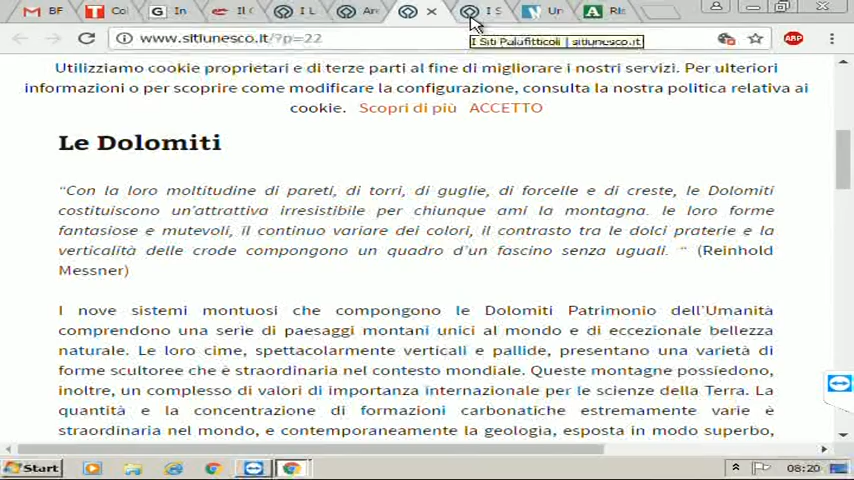 BF
Col
In
Il C
I L
Ar
I S
Un
Ris
www.sitiunesco.it/?p=22
I Siti Palafitticoli | sitiunesco.it
ABP
Utilizziamo cookie proprietari e di terze parti al fine di migliorare i nostri servizi. Per ulteriori
informazioni o per scoprire come modificare la configurazione, consulta la nostra politica relativa ai
cookie. Scopri di più ACCETTO
Le Dolomiti
“Con la loro moltitudine di pareti, di torri, di guglie, di forcelle e di creste, le Dolomiti
costituiscono un’attrattiva irresistibile per chiunque ami la montagna. le loro forme
fantasiose e mutevoli, il continuo variare dei colori, il contrasto tra le dolci praterie e la
verticalità delle crode compongono un quadro d’un fascino senza uguali. “ (Reinhold
Messner)
I nove sistemi montuosi che compongono le Dolomiti Patrimonio dell’Umanità
comprendono una serie di paesaggi montani unici al mondo e di eccezionale bellezza
naturale. Le loro cime, spettacolarmente verticali e pallide, presentano una varietà di
forme scultoree che è straordinaria nel contesto mondiale. Queste montagne possiedono,
inoltre, un complesso di valori di importanza internazionale per le scienze della Terra. La
quantità e la concentrazione di formazioni carbonatiche estremamente varie è
straordinaria nel mondo, e contemporaneamente la geologia, esposta in modo superbo,
Start
08:20